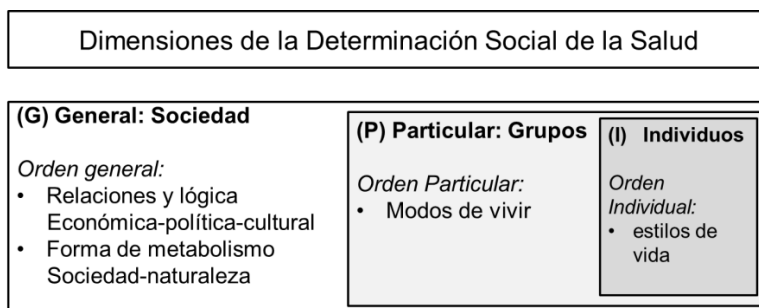 Dimensiones de la Determinación Social de la Salud
(G) General: Sociedad
Orden general:
• Relaciones y lógica
Económica-política-cultural
• Forma de metabolismo
Sociedad-naturaleza
(P) Particular: Grupos
Orden Particular:
• Modos de vivir
(I) Individuos
Orden
Individual:
• estilos de
vida